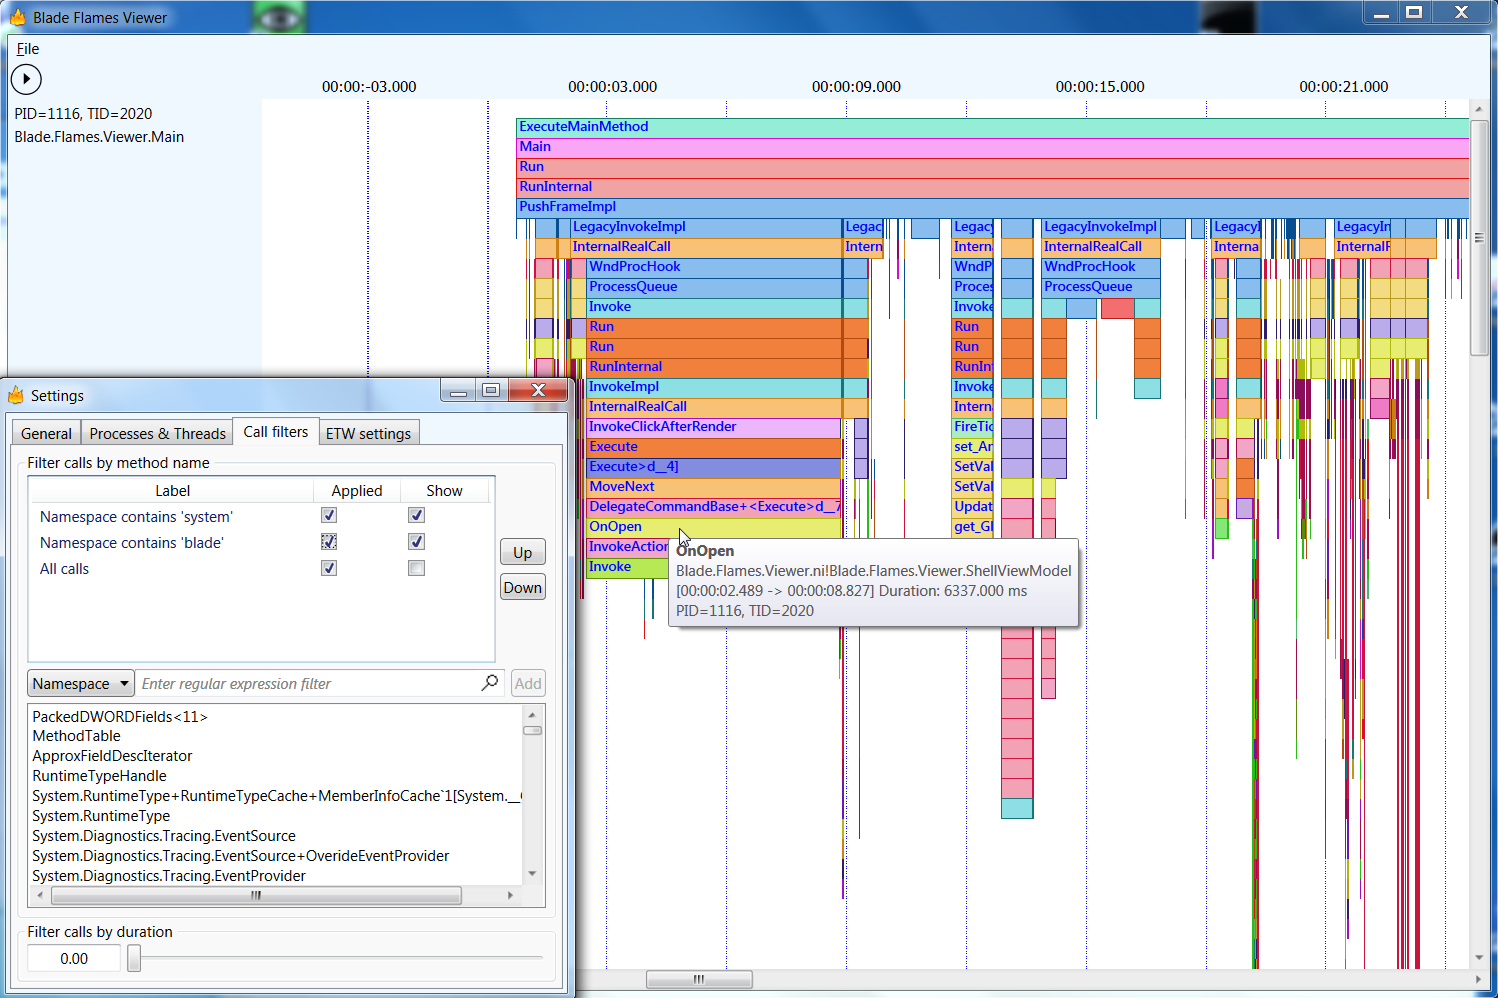 Blade Flames Viewer
File
00:00:-03.000 00:00:03.000 00:00:09.000 00:00:15.000 00:00:21.000
PID=1116, TID=2020
Blade.Flames.Viewer.Main
ExecuteMainMethod
Main
Run
RunInternal
PushFrameImpl
LegacyInvokeImpl Legac Legacy LegacyInvokeImpl LegacyI LegacyIn
InternalRealCall Intern Interna InternalRealCall Interna InternalF
WndProcHook WndP WndProcHook
ProcessQueue Proces ProcessQueue
Invoke Invoke
Run Run
Run Run
RunInternal RunInt
InvokeImpl Invoke
InternalRealCall Intern
InvokeClickAfterRender FireTic
Execute set_An
Execute>d__4] SetVal
MoveNext SetVal
DelegateCommandBase+<Execute>d__7 Updat
OnOpen get_Gl
InvokeAction
Invoke
OnOpen
Blade.Flames.Viewer.ni!Blade.Flames.Viewer.ShellViewModel
[00:00:02.489 -> 00:00:08.827] Duration: 6337.000 ms
PID=1116, TID=2020
Settings
General Processes & Threads Call filters ETW settings
Filter calls by method name
Label Applied Show
Namespace contains 'system'
Namespace contains 'blade'
All calls
Up
Down
Namespace Enter regular expression filter Add
PackedDWORDFields<11>
MethodTable
ApproxFieldDescIterator
RuntimeTypeHandle
System.RuntimeType+RuntimeTypeCache+MemberInfoCache`1[System.__
System.RuntimeType
System.Diagnostics.Tracing.EventSource
System.Diagnostics.Tracing.EventSource+OverideEventProvider
System.Diagnostics.Tracing.EventProvider
Filter calls by duration
0.00